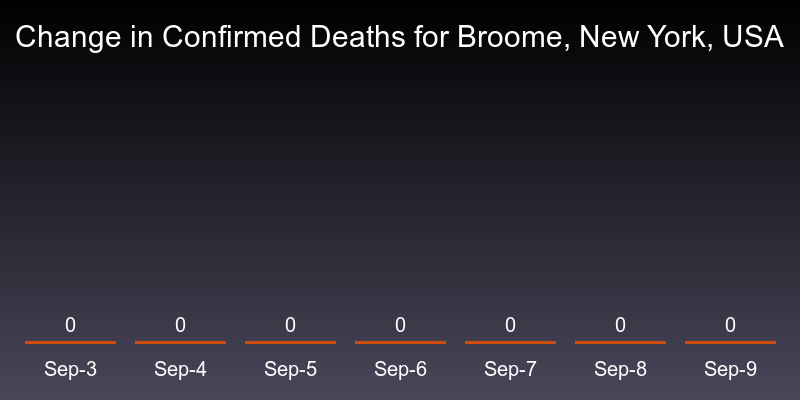 Change in Confirmed Deaths for Broome, New York, USA
0 0 0 0 0 0 0
Sep-3 Sep-4 Sep-5 Sep-6 Sep-7 Sep-8 Sep-9